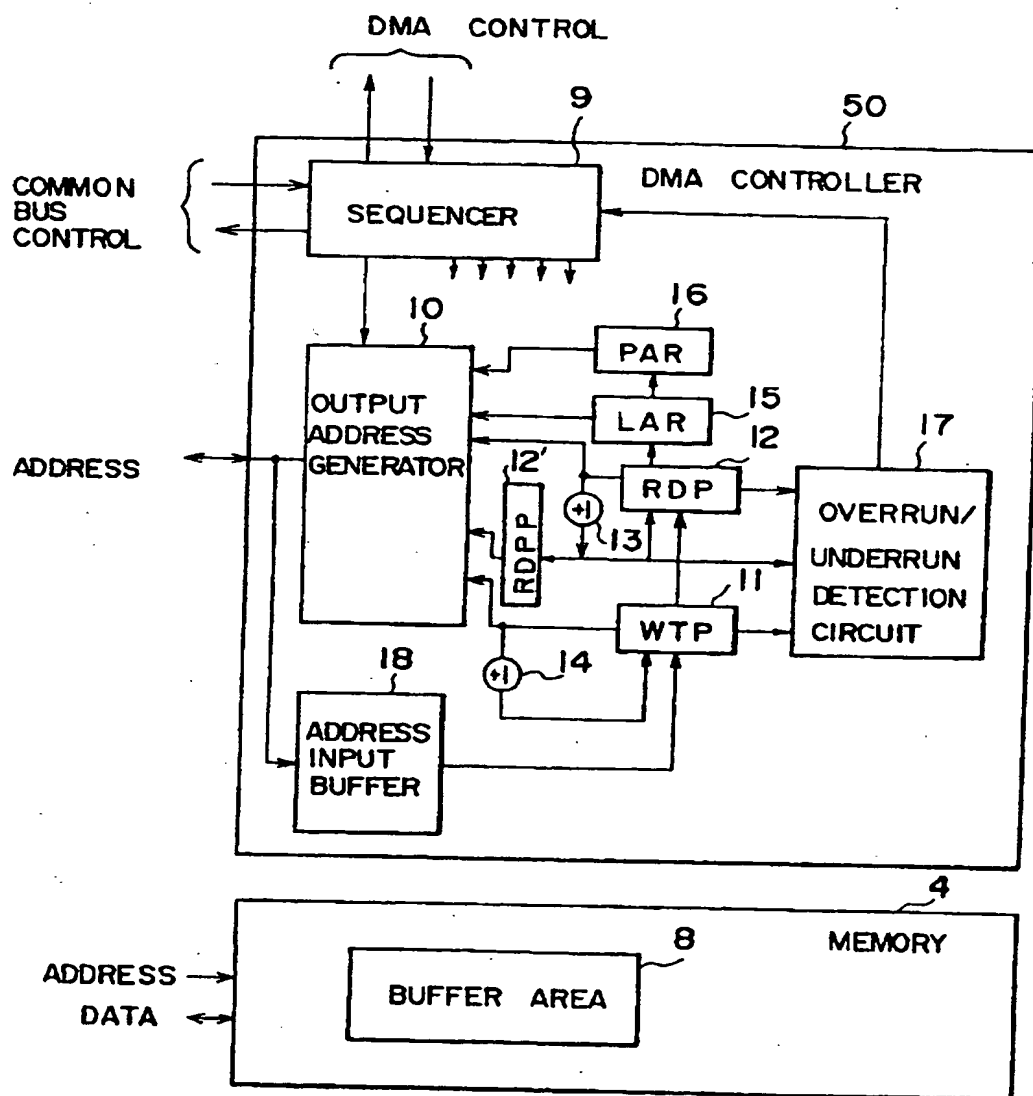 DMA CONTROL
9
50
COMMON
BUS
CONTROL
SEQUENCER
DMA CONTROLLER
10
16
PAR
15
LAR
12
17
OUTPUT
ADDRESS
GENERATOR
ADDRESS
12'
RDP
+1
13
RDPP
OVERRUN/
UNDERRUN
DETECTION
CIRCUIT
11
WTP
+1
14
18
ADDRESS
INPUT
BUFFER
4
MEMORY
8
ADDRESS
DATA
BUFFER AREA